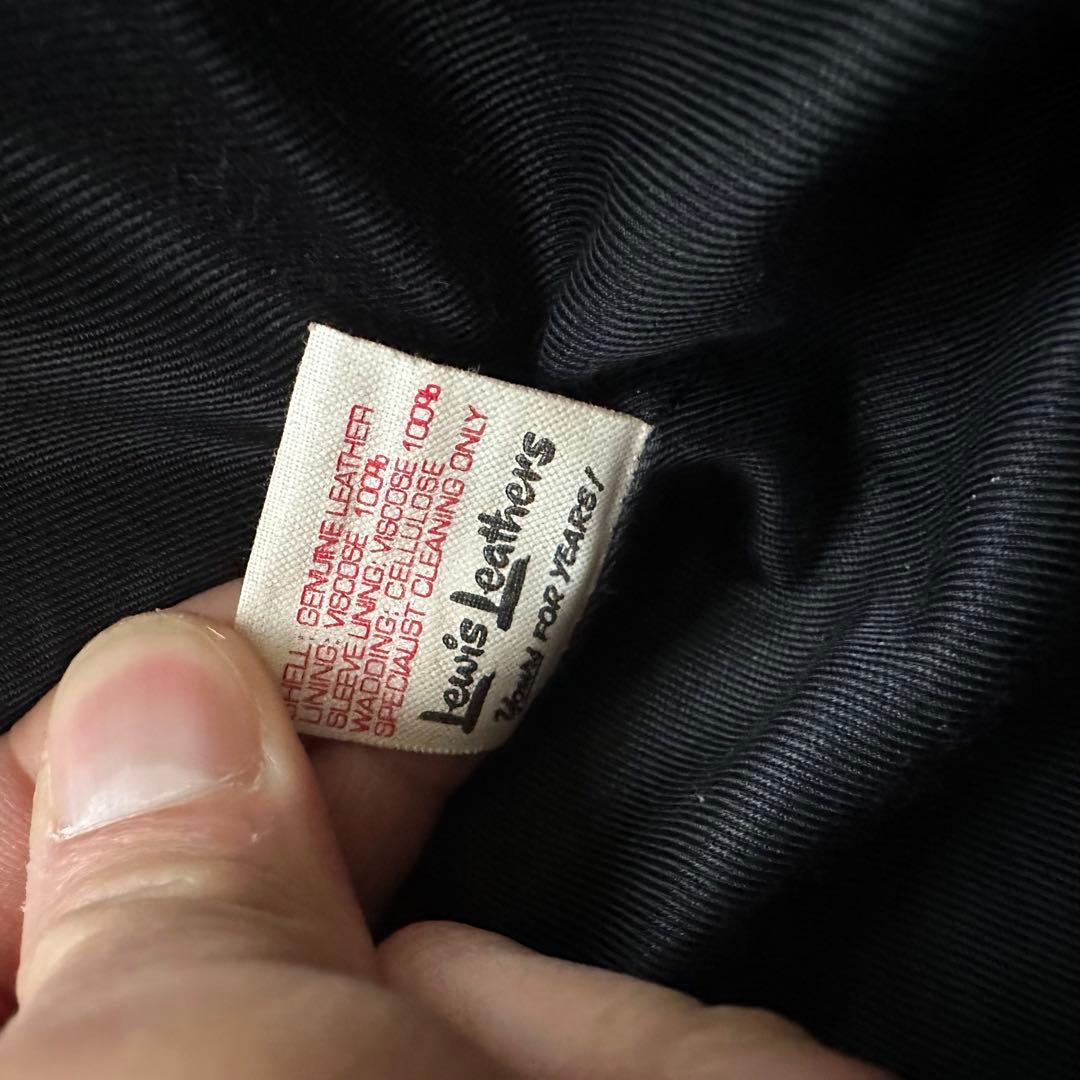 SHELL: GENUINE LEATHER
LINING: VISCOSE 100%
SLEEVE LINING: VISCOSE 100%
WADDING: CELLULOSE
SPECIALIST CLEANING ONLY
Lewis Leathers
Yours FOR YEARS!